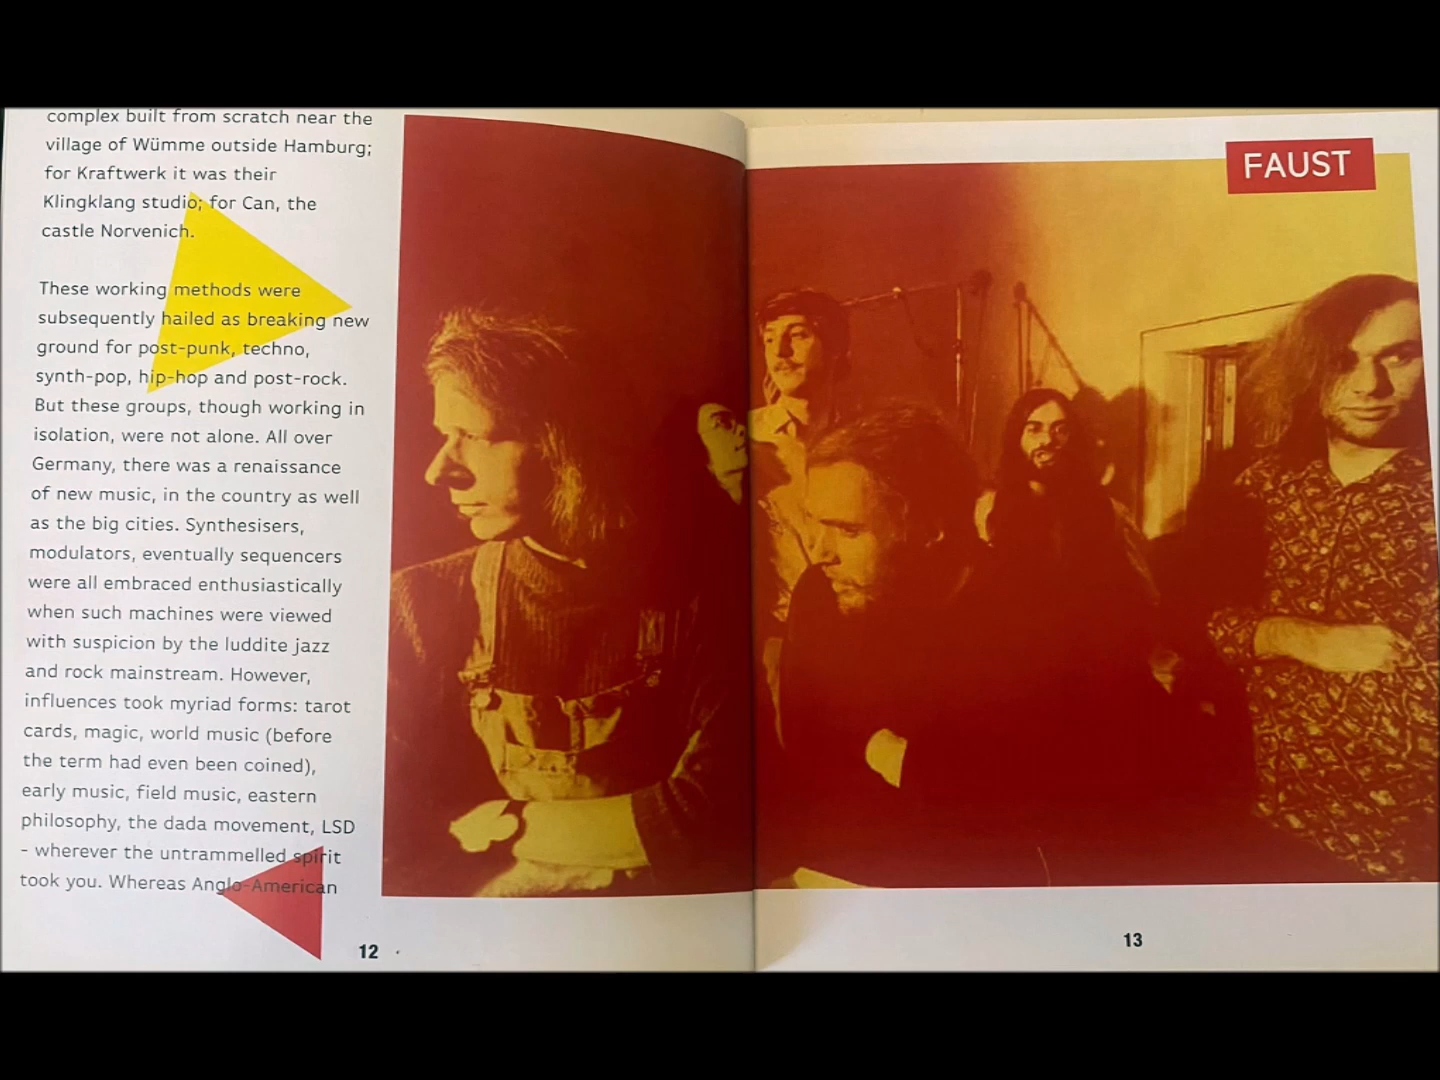 complex built from scratch near the
village of Wümme outside Hamburg;
for Kraftwerk it was their
Klingklang studio; for Can, the
castle Norvenich.
These working methods were
subsequently hailed as breaking new
ground for post-punk, techno,
synth-pop, hip-hop and post-rock.
But these groups, though working in
isolation, were not alone. All over
Germany, there was a renaissance
of new music, in the country as well
as the big cities. Synthesisers,
modulators, eventually sequencers
were all embraced enthusiastically
when such machines were viewed
with suspicion by the luddite jazz
and rock mainstream. However,
influences took myriad forms: tarot
cards, magic, world music (before
the term had even been coined),
early music, field music, eastern
philosophy, the dada movement, LSD
- wherever the untrammelled spirit
took you. Whereas Anglo-American
12
FAUST
13